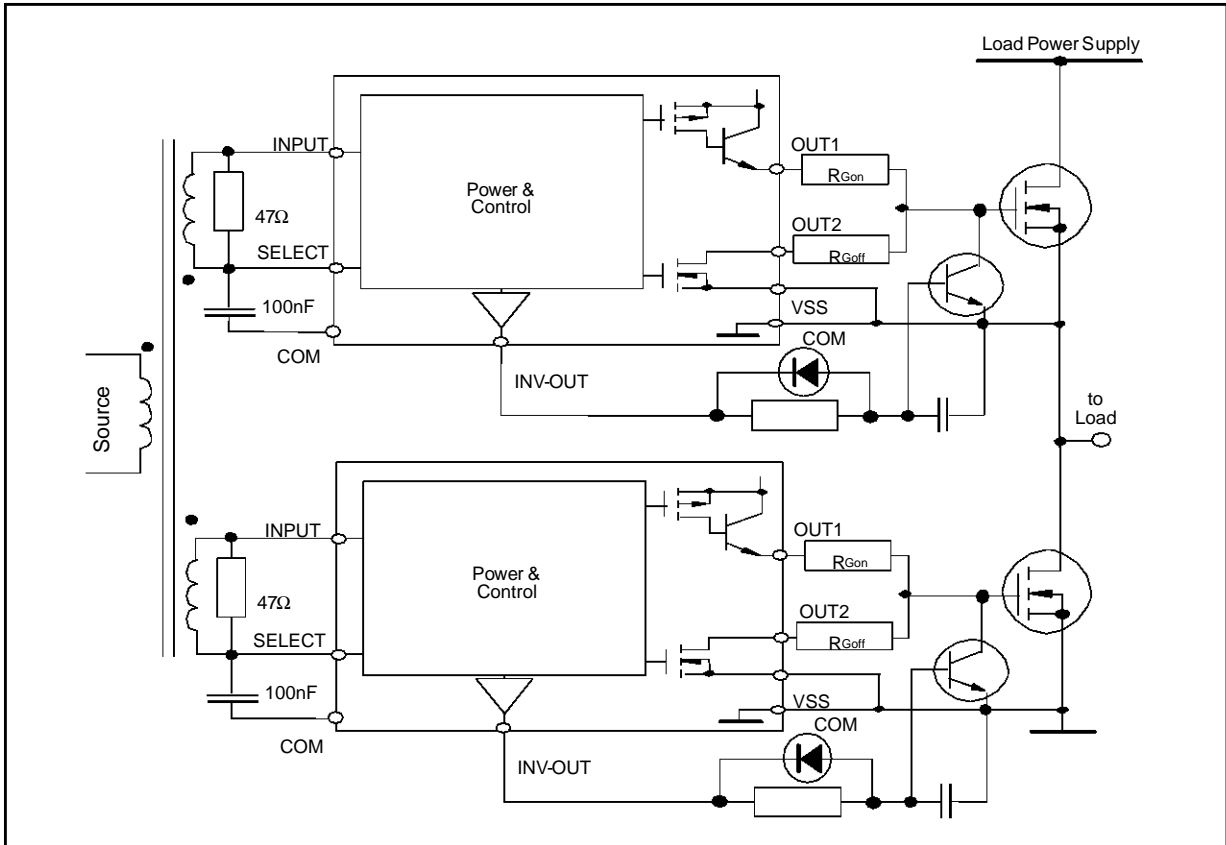 Load Power Supply
INPUT
OUT1
RGon
Power &
Control
47Ω
OUT2
RGoff
SELECT
100nF
VSS
COM
COM
INV-OUT
to
Load
Source
INPUT
OUT1
RGon
Power &
Control
47Ω
OUT2
RGoff
SELECT
100nF
VSS
COM
COM
INV-OUT